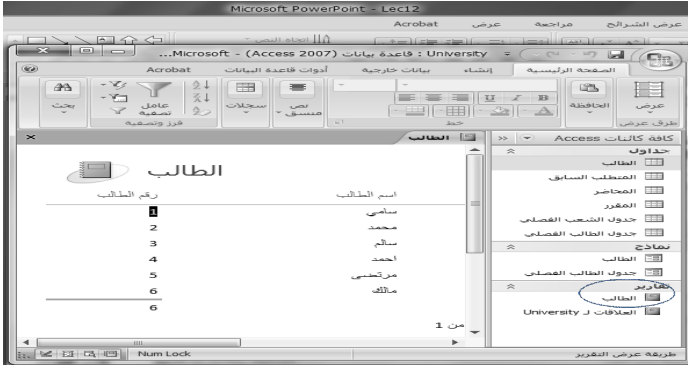 Microsoft PowerPoint - Lec12
عرض الشرائح مراجعة عرض Acrobat
اتجاه النص
University : قاعدة بيانات (Access 2007) - Microsoft...
الصفحة الرئيسية إنشاء بيانات خارجية أدوات قاعدة البيانات Acrobat
عرض
الحافظة
B I U
نص منسق
سجلات
عامل تصفية
بحث
طرق عرض
خط
فرز وتصفية
كافة كائنات Access
جداول
الطالب
المتطلب السابق
المحاضر
المقرر
جدول الشعب الفصلي
جدول الطالب الفصلي
نماذج
الطالب
جدول الطالب الفصلي
تقارير
الطالب
العلاقات لـ University
الطالب
الطالب
اسم الطالب رقم الطالب
سامي 1
محمد 2
سالم 3
احمد 4
مرتضى 5
مالك 6
6
1 من
طريقة عرض التقرير
Num Lock